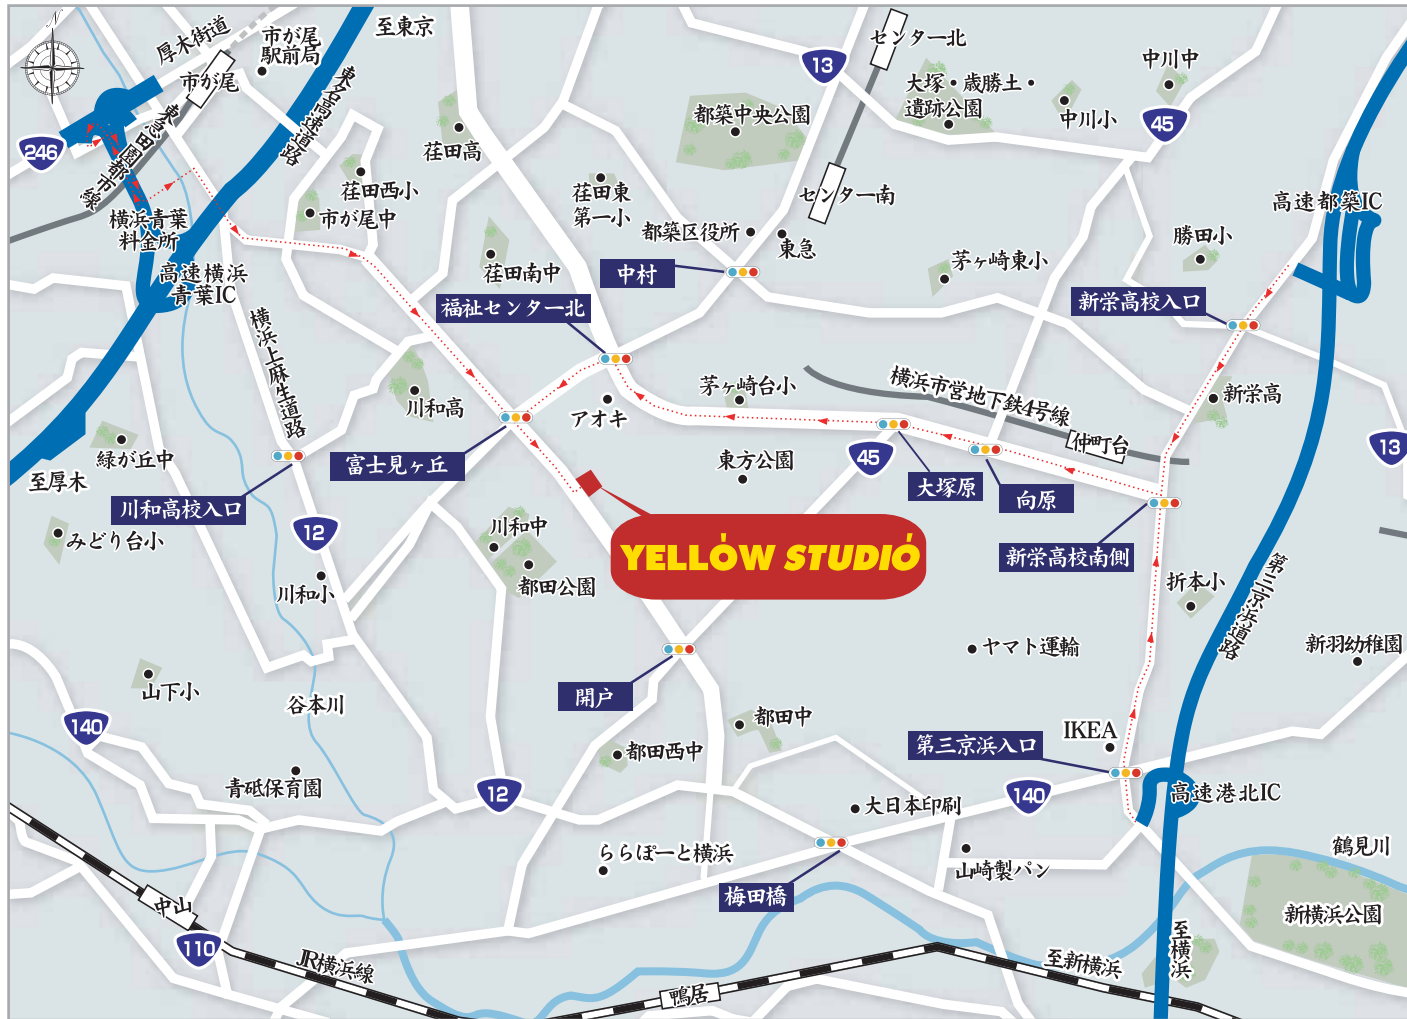 至東京
厚木街道
市が尾
駅前局
市が尾
東名高速道路
センター北
13
大塚・歳勝土・
遺跡公園
中川中
中川小
45
都築中央公園
荏田高
246
東急田園都市線
荏田西小
市が尾中
荏田東
第一小
センター南
横浜青葉
料金所
都築区役所
東急
高速都築IC
勝田小
茅ヶ崎東小
荏田南中
高速横浜
青葉IC
中村
福祉センター北
新栄高校入口
横浜上麻生道路
茅ヶ崎台小
横浜市営地下鉄4号線
新栄高
川和高
アオキ
仲町台
13
緑が丘中
富士見ヶ丘
東方公園
45
至厚木
川和高校入口
大塚原
向原
みどり台小
12
川和中
YELLOW STUDIO
新栄高校南側
川和小
都田公園
折本小
第三京浜道路
ヤマト運輸
新羽幼稚園
山下小
谷本川
開戸
140
都田中
第三京浜入口
IKEA
都田西中
青砥保育園
12
大日本印刷
140
高速港北IC
ららぽーと横浜
山崎製パン
鶴見川
梅田橋
中山
新横浜公園
110
JR横浜線
至新横浜
至横浜
鴨居